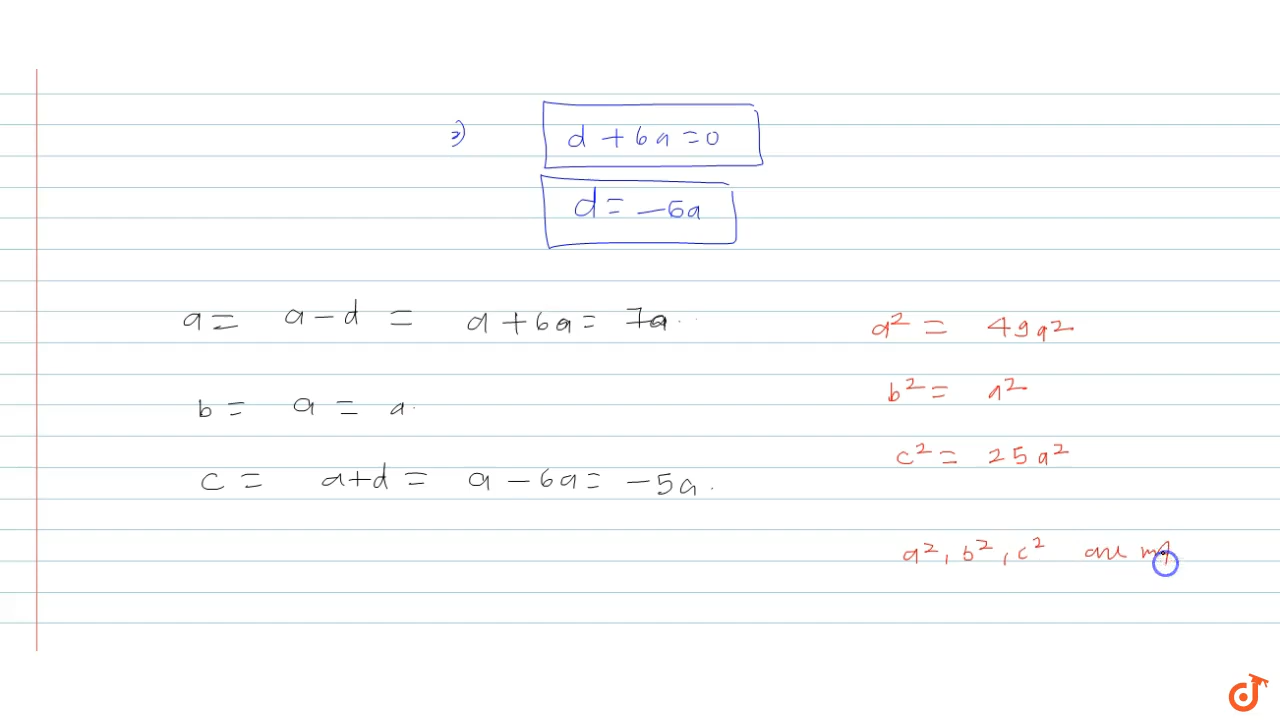 d + 6a = 0
d = -6a
a = a - d = a + 6a = 7a
a² = 49a²
b = a = a.
b² = a²
c = a + d = a - 6a = -5a.
c² = 25a²
a², b², c² are